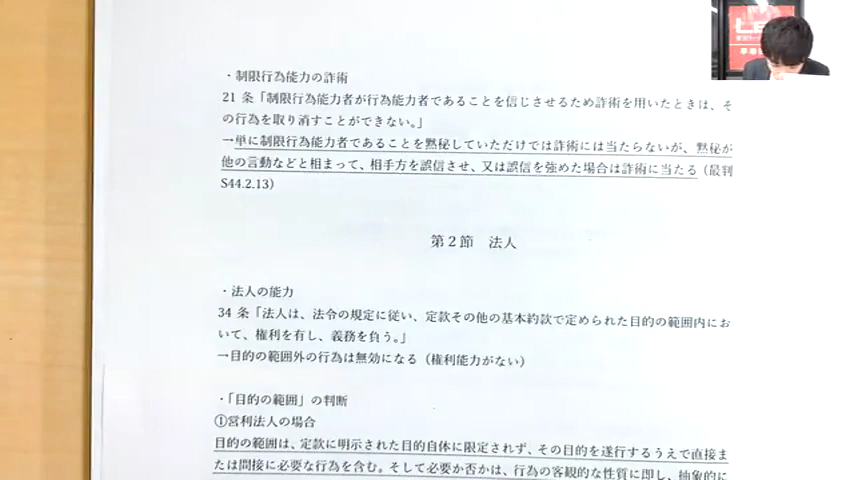 ・制限行為能力の詐術
21 条「制限行為能力者が行為能力者であることを信じさせるため詐術を用いたときは、そ
の行為を取り消すことができない。」
→単に制限行為能力者であることを黙秘していただけでは詐術には当たらないが、黙秘が
他の言動などと相まって、相手方を誤信させ、又は誤信を強めた場合は詐術に当たる（最判
S44.2.13）
第２節　法人
・法人の能力
34 条「法人は、法令の規定に従い、定款その他の基本約款で定められた目的の範囲内にお
いて、権利を有し、義務を負う。」
→目的の範囲外の行為は無効になる（権利能力がない）
・「目的の範囲」の判断
①営利法人の場合
目的の範囲は、定款に明示された目的自体に限定されず、その目的を遂行するうえで直接ま
たは間接に必要な行為を含む。そして必要か否かは、行為の客観的な性質に即し、抽象的に